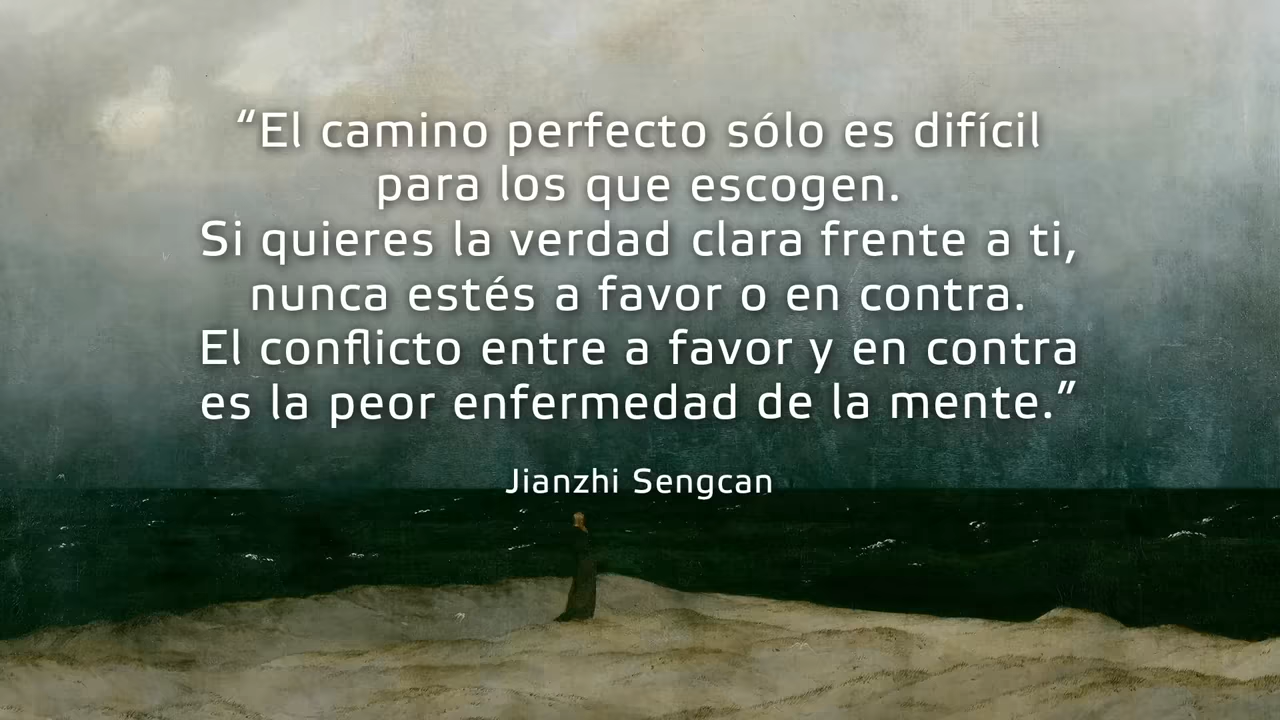 “El camino perfecto sólo es difícil
para los que escogen.
Si quieres la verdad clara frente a ti,
nunca estés a favor o en contra.
El conflicto entre a favor y en contra
es la peor enfermedad de la mente.”
Jianzhi Sengcan